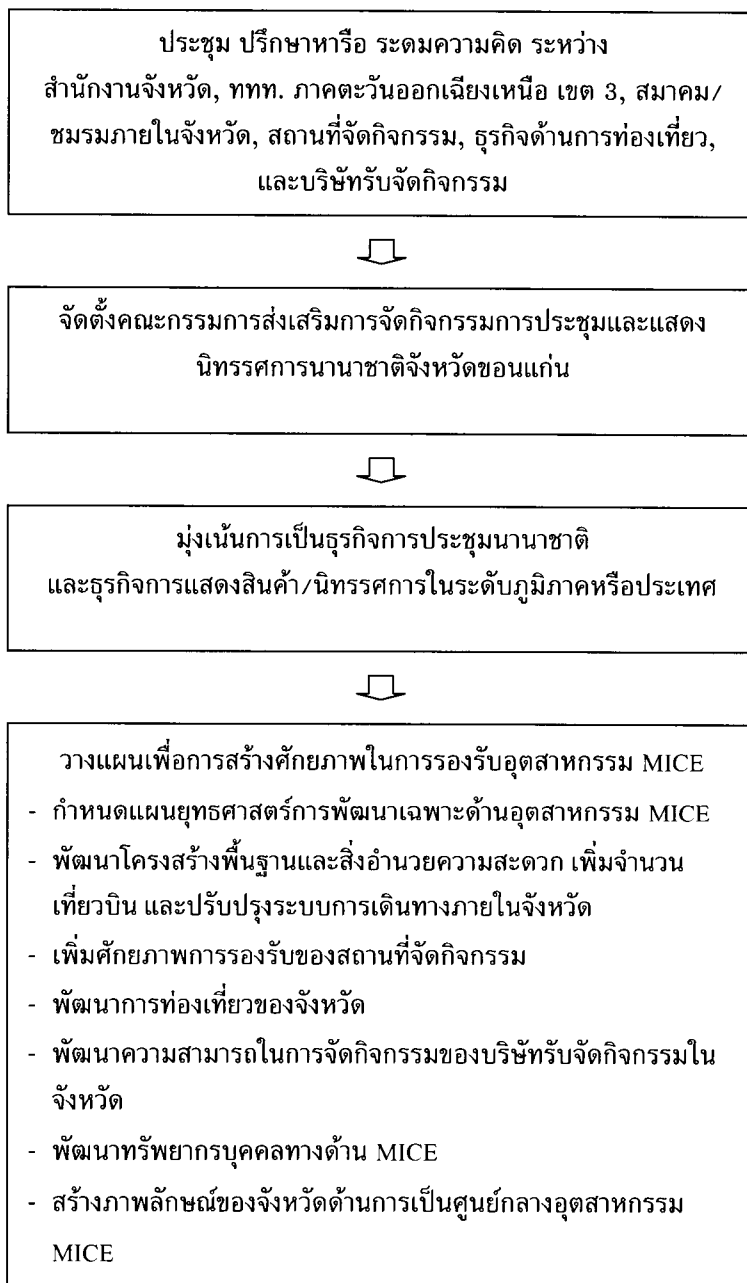 ประชุม ปรึกษาหารือ ระดมความคิด ระหว่าง
สำนักงานจังหวัด, ททท. ภาคตะวันออกเฉียงเหนือ เขต 3, สมาคม/
ชมรมภายในจังหวัด, สถานที่จัดกิจกรรม, ธุรกิจด้านการท่องเที่ยว,
และบริษัทรับจัดกิจกรรม
จัดตั้งคณะกรรมการส่งเสริมการจัดกิจกรรมการประชุมและแสดง
นิทรรศการนานาชาติจังหวัดขอนแก่น
มุ่งเน้นการเป็นธุรกิจการประชุมนานาชาติ
และธุรกิจการแสดงสินค้า/นิทรรศการในระดับภูมิภาคหรือประเทศ
วางแผนเพื่อการสร้างศักยภาพในการรองรับอุตสาหกรรม MICE
- กำหนดแผนยุทธศาสตร์การพัฒนาเฉพาะด้านอุตสาหกรรม MICE
- พัฒนาโครงสร้างพื้นฐานและสิ่งอำนวยความสะดวก เพิ่มจำนวน
เที่ยวบิน และปรับปรุงระบบการเดินทางภายในจังหวัด
- เพิ่มศักยภาพการรองรับของสถานที่จัดกิจกรรม
- พัฒนาการท่องเที่ยวของจังหวัด
- พัฒนาความสามารถในการจัดกิจกรรมของบริษัทรับจัดกิจกรรมใน
จังหวัด
- พัฒนาทรัพยากรบุคคลทางด้าน MICE
- สร้างภาพลักษณ์ของจังหวัดด้านการเป็นศูนย์กลางอุตสาหกรรม
MICE